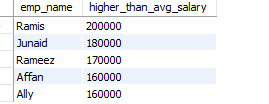 emp_name higher_than_avg_salary
Ramis 200000
Junaid 180000
Rameez 170000
Affan 160000
Ally 160000